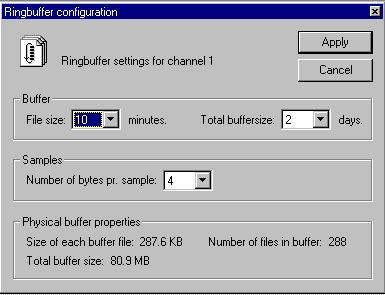 Ringbuffer configuration
Ringbuffer settings for channel 1
Apply
Cancel
Buffer
File size: 10 minutes. Total buffersize: 2 days.
Samples
Number of bytes pr. sample: 4
Physical buffer properties
Size of each buffer file: 287.6 KB Number of files in buffer: 288
Total buffer size: 80.9 MB